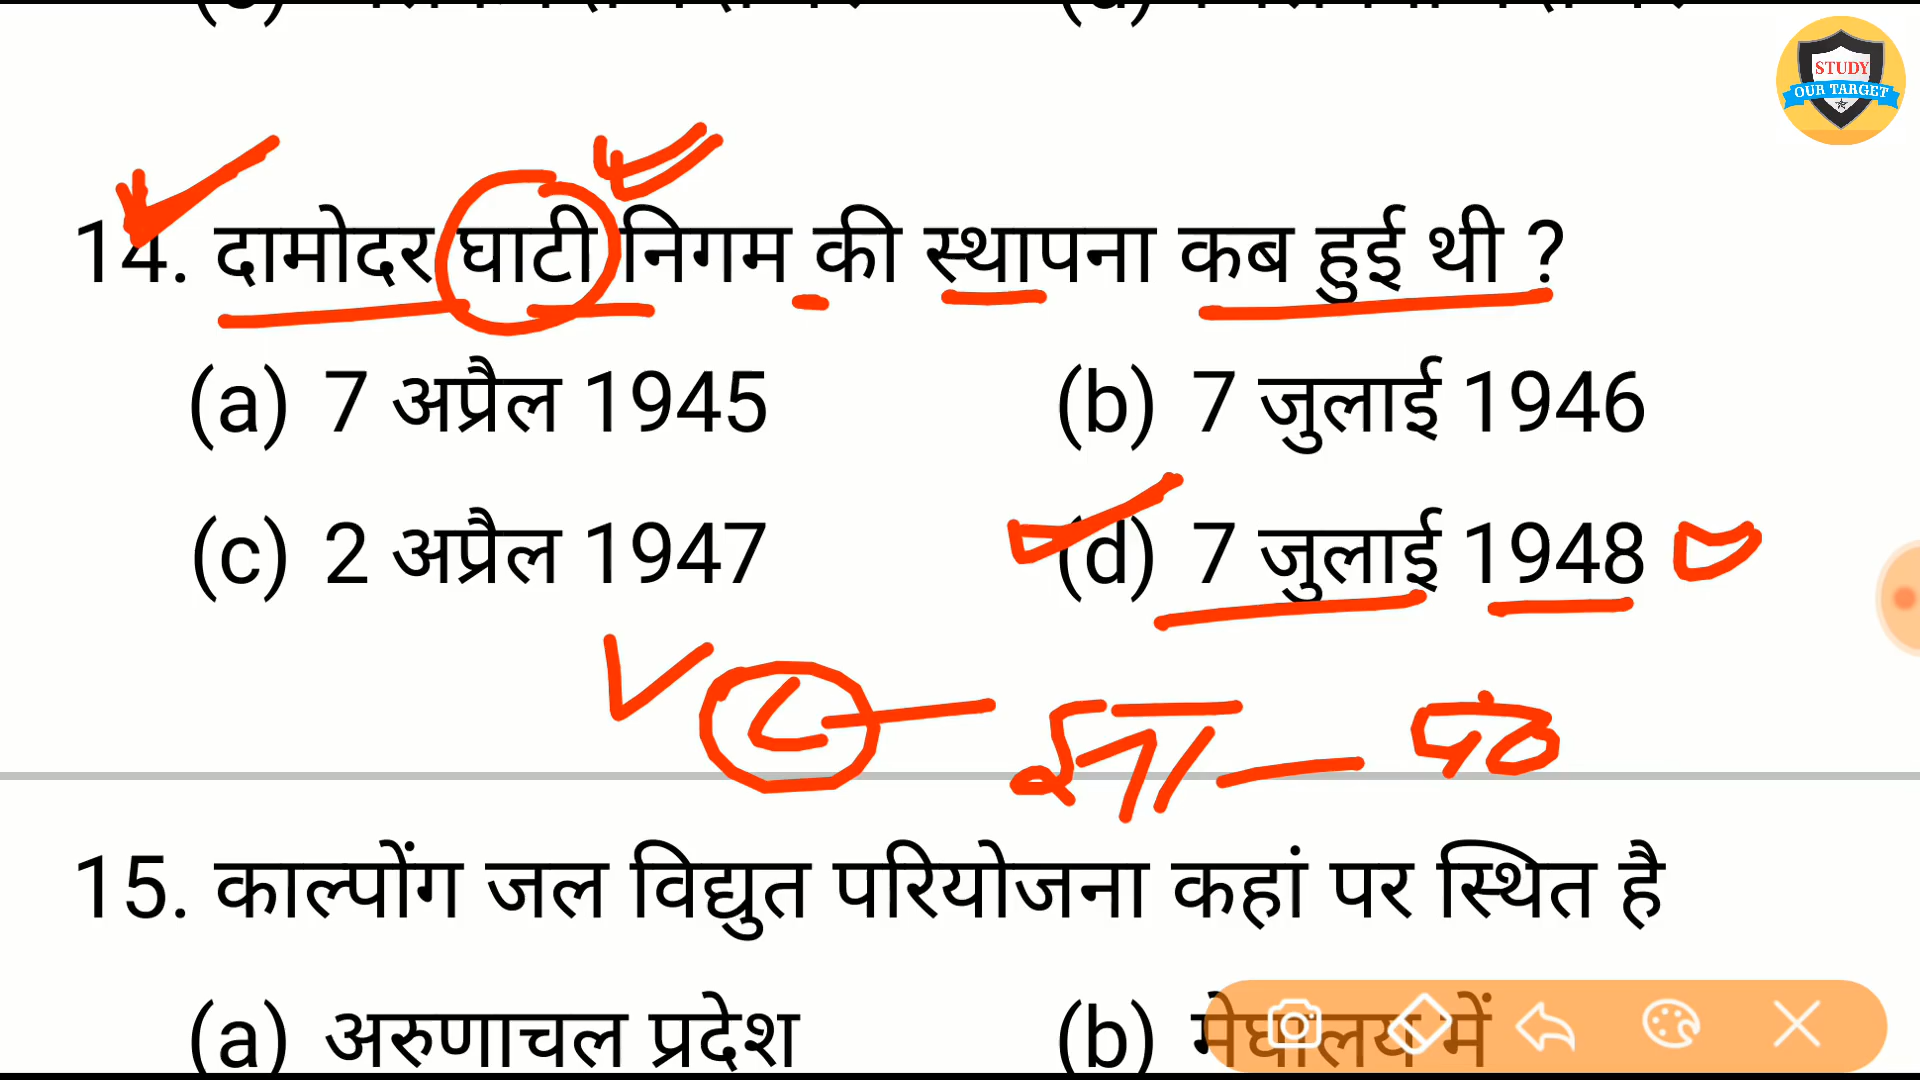 STUDY
OUR TARGET
14. दामोदर घाटी निगम की स्थापना कब हुई थी ?
(a) 7 अप्रैल 1945
(b) 7 जुलाई 1946
(c) 2 अप्रैल 1947
(d) 7 जुलाई 1948
15. काल्पोंग जल विद्युत परियोजना कहां पर स्थित है
(a) अरुणाचल प्रदेश
(b) मेघालय में